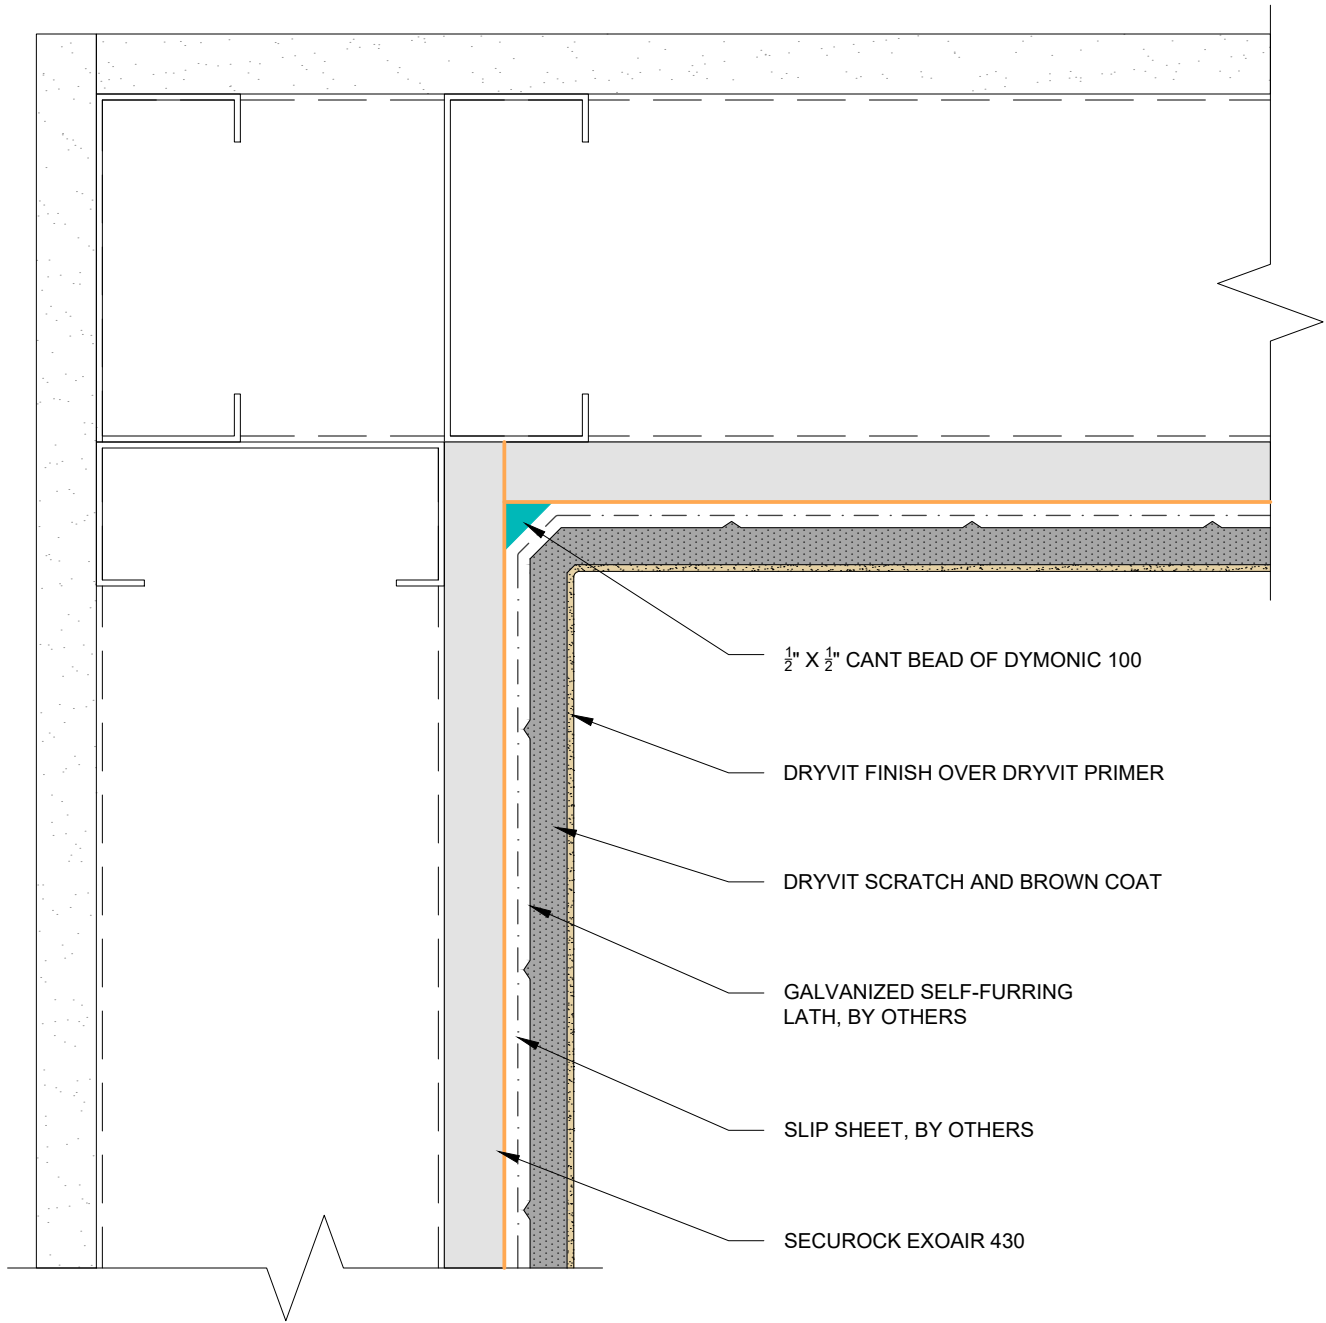 ½" X ½" CANT BEAD OF DYMONIC 100
DRYVIT FINISH OVER DRYVIT PRIMER
DRYVIT SCRATCH AND BROWN COAT
GALVANIZED SELF-FURRING
LATH, BY OTHERS
SLIP SHEET, BY OTHERS
SECUROCK EXOAIR 430